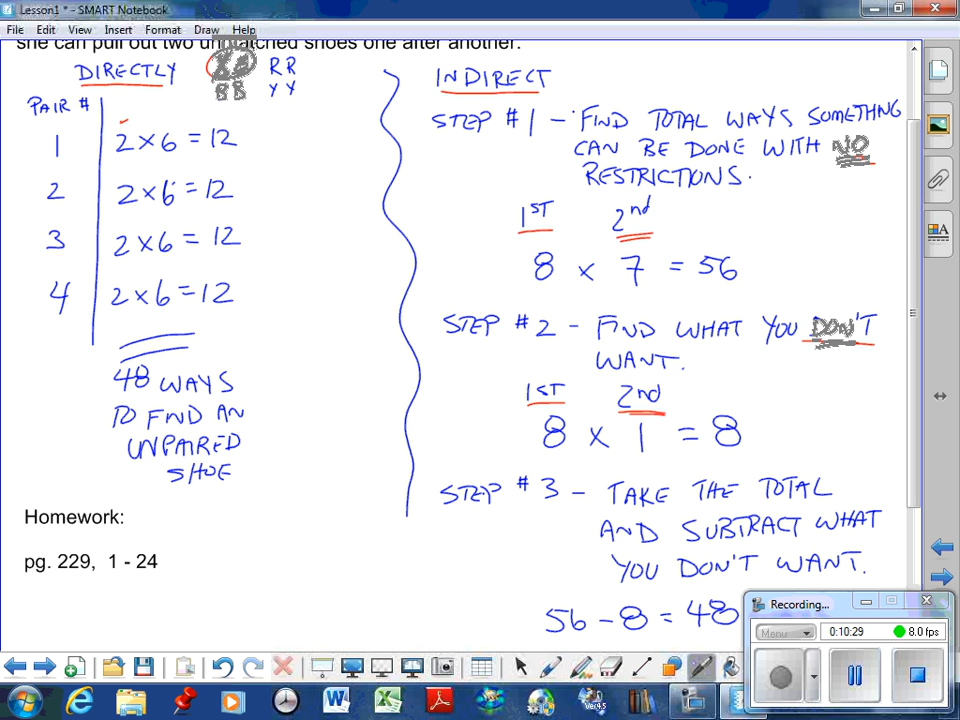 Lesson1 * - SMART Notebook
File Edit View Insert Format Draw Help
she can pull out two unmatched shoes one after another.
DIRECTLY
BB
RR
YY
PAIR #
1 2 × 6 = 12
2 2 × 6 = 12
3 2 × 6 = 12
4 2 × 6 = 12
48 WAYS
TO FIND AN
UNPAIRED
SHOE
Homework:
pg. 229, 1 - 24
INDIRECT
STEP #1 - FIND TOTAL WAYS SOMETHING
CAN BE DONE WITH NO
RESTRICTIONS.
1ST 2nd
8 × 7 = 56
STEP #2 - FIND WHAT YOU DON'T
WANT.
1ST 2nd
8 × 1 = 8
STEP #3 - TAKE THE TOTAL
AND SUBTRACT WHAT
YOU DON'T WANT.
56 - 8 = 48
Recording...
Menu 0:10:29 8.0 fps